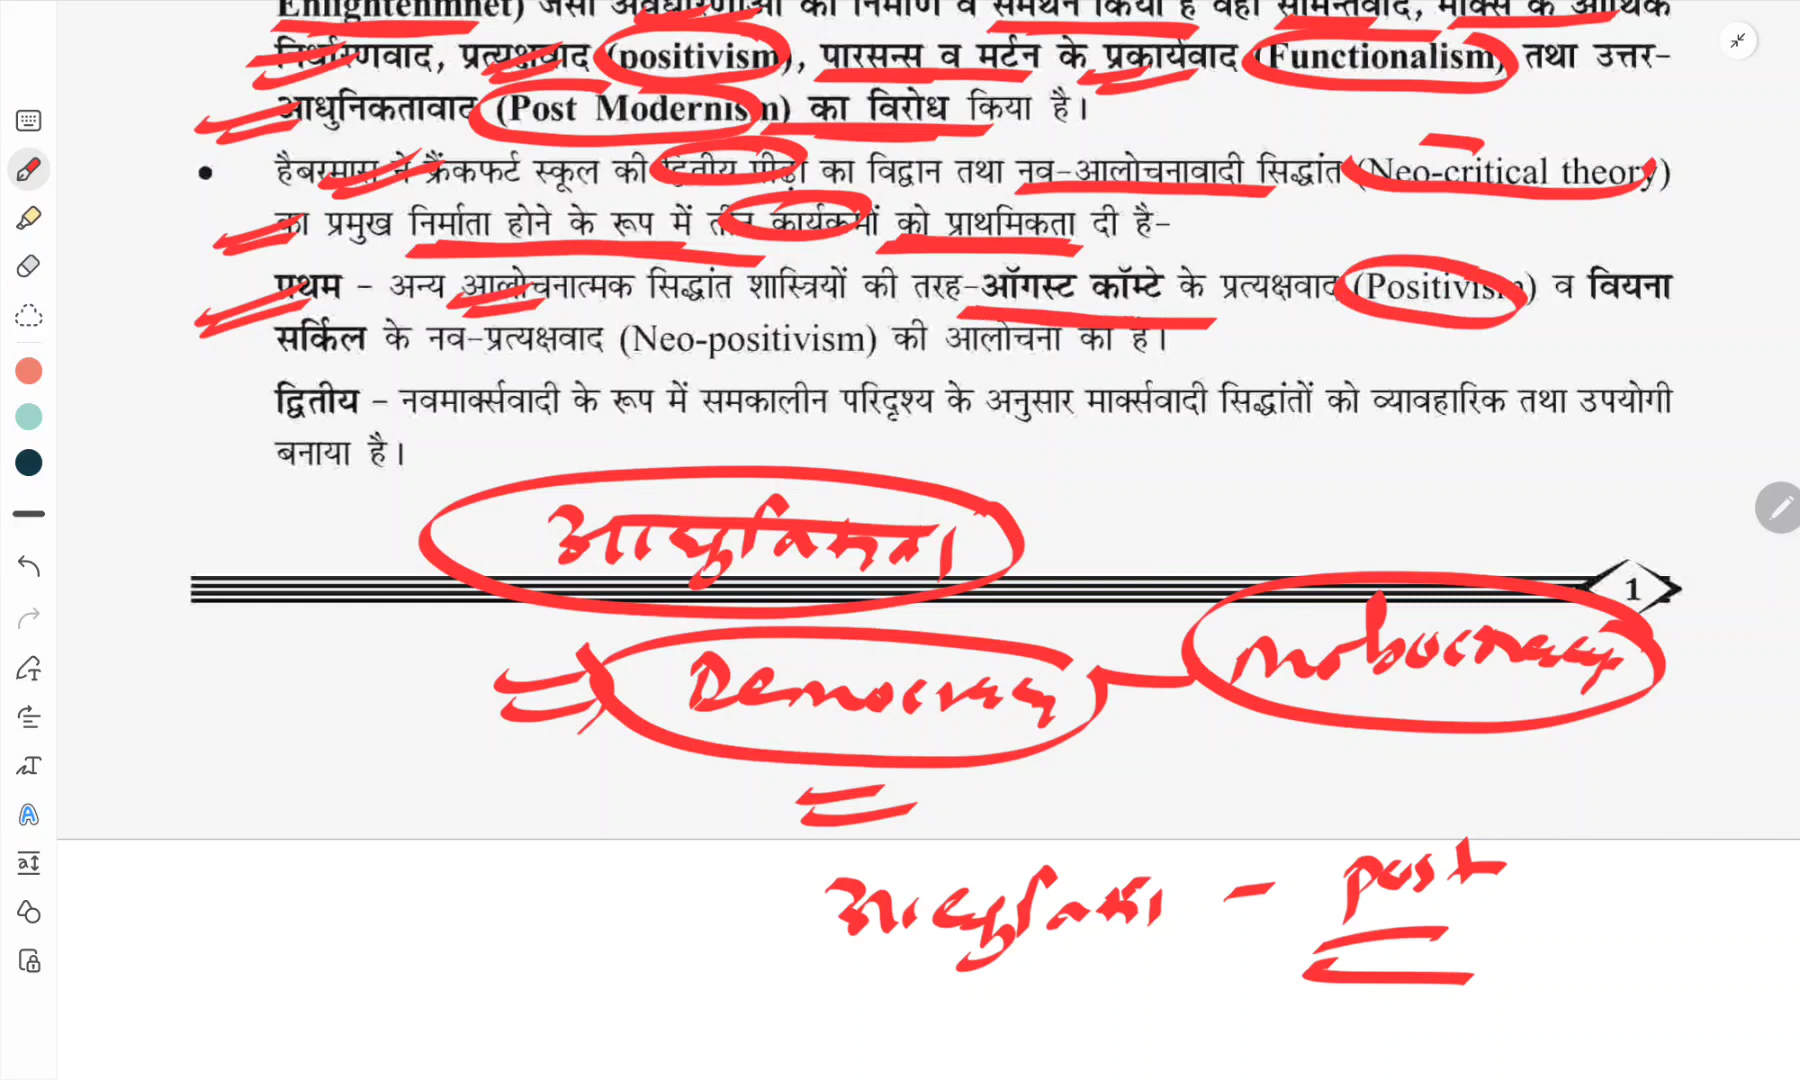 Enlightenmnet) जैसी अवधारणाओं का निर्माण व समर्थन किया है वहीं सामन्तवाद, मार्क्स के आर्थिक
निर्धारणवाद, प्रत्यक्षवाद (positivism), पारसन्स व मर्टन के प्रकार्यवाद (Functionalism) तथा उत्तर-
आधुनिकतावाद (Post Modernism) का विरोध किया है।
• हैबरमास ने फ्रैंकफर्ट स्कूल की द्वितीय पीढ़ी का विद्वान तथा नव-आलोचनावादी सिद्धांत (Neo-critical theory)
का प्रमुख निर्माता होने के रूप में तीन कार्यक्रमों को प्राथमिकता दी है-
प्रथम - अन्य आलोचनात्मक सिद्धांत शास्त्रियों की तरह-ऑगस्ट कॉम्टे के प्रत्यक्षवाद (Positivism) व वियना
सर्किल के नव-प्रत्यक्षवाद (Neo-positivism) की आलोचना की है।
द्वितीय - नवमार्क्सवादी के रूप में समकालीन परिदृश्य के अनुसार मार्क्सवादी सिद्धांतों को व्यावहारिक तथा उपयोगी
बनाया है।
आधुनिकता
1
Democracy - Mobocracy
आधुनिकता - post